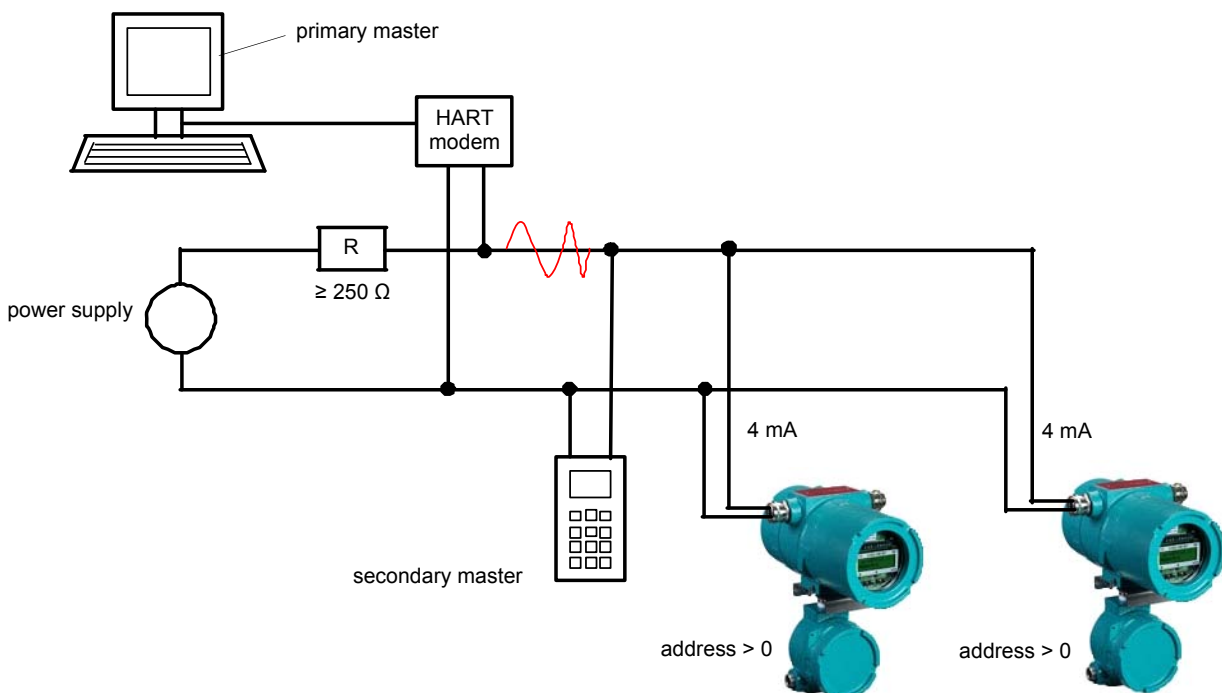 primary master
HART
modem
R
≥ 250 Ω
power supply
4 mA
4 mA
secondary master
address > 0
address > 0